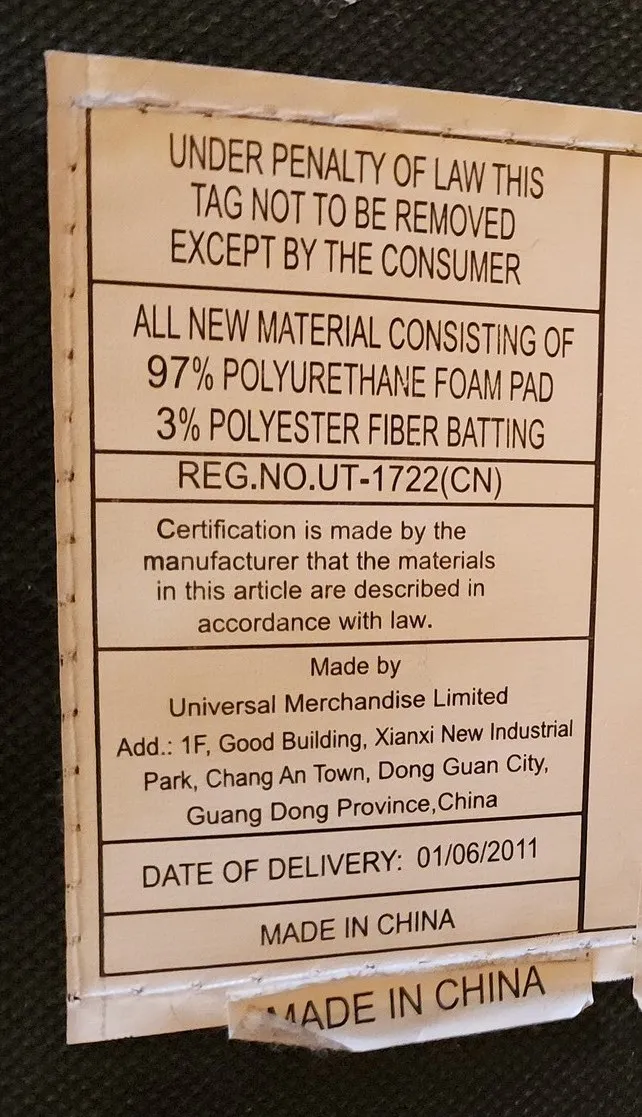 UNDER PENALTY OF LAW THIS
TAG NOT TO BE REMOVED
EXCEPT BY THE CONSUMER
ALL NEW MATERIAL CONSISTING OF
97% POLYURETHANE FOAM PAD
3% POLYESTER FIBER BATTING
REG.NO.UT-1722(CN)
Certification is made by the
manufacturer that the materials
in this article are described in
accordance with law.
Made by
Universal Merchandise Limited
Add.: 1F, Good Building, Xianxi New Industrial
Park, Chang An Town, Dong Guan City,
Guang Dong Province,China
DATE OF DELIVERY: 01/06/2011
MADE IN CHINA
MADE IN CHINA